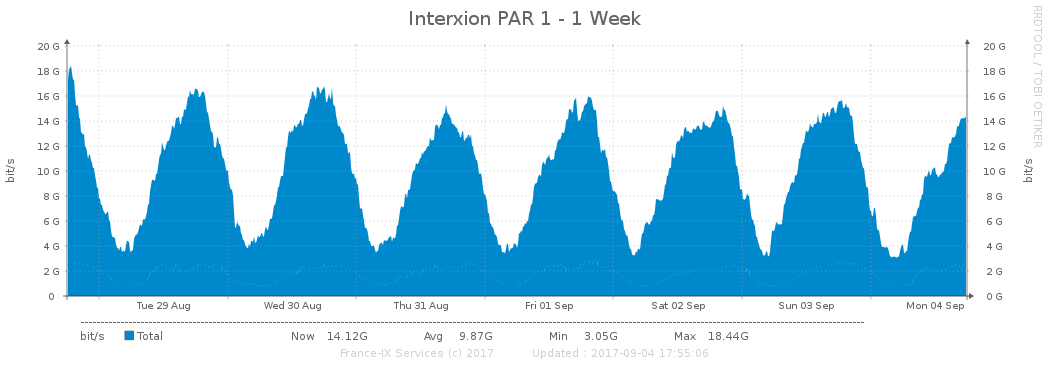 Interxion PAR 1 - 1 Week
RRDTOOL / TOBI OETIKER
20 G 20 G
18 G 18 G
16 G 16 G
14 G 14 G
12 G 12 G
10 G 10 G
8 G 8 G
6 G 6 G
4 G 4 G
2 G 2 G
0 0 G
bit/s
bit/s
Tue 29 Aug Wed 30 Aug Thu 31 Aug Fri 01 Sep Sat 02 Sep Sun 03 Sep Mon 04 Sep
bit/s Total Now 14.12G Avg 9.87G Min 3.05G Max 18.44G
France-IX Services (c) 2017 Updated : 2017-09-04 17:55:06